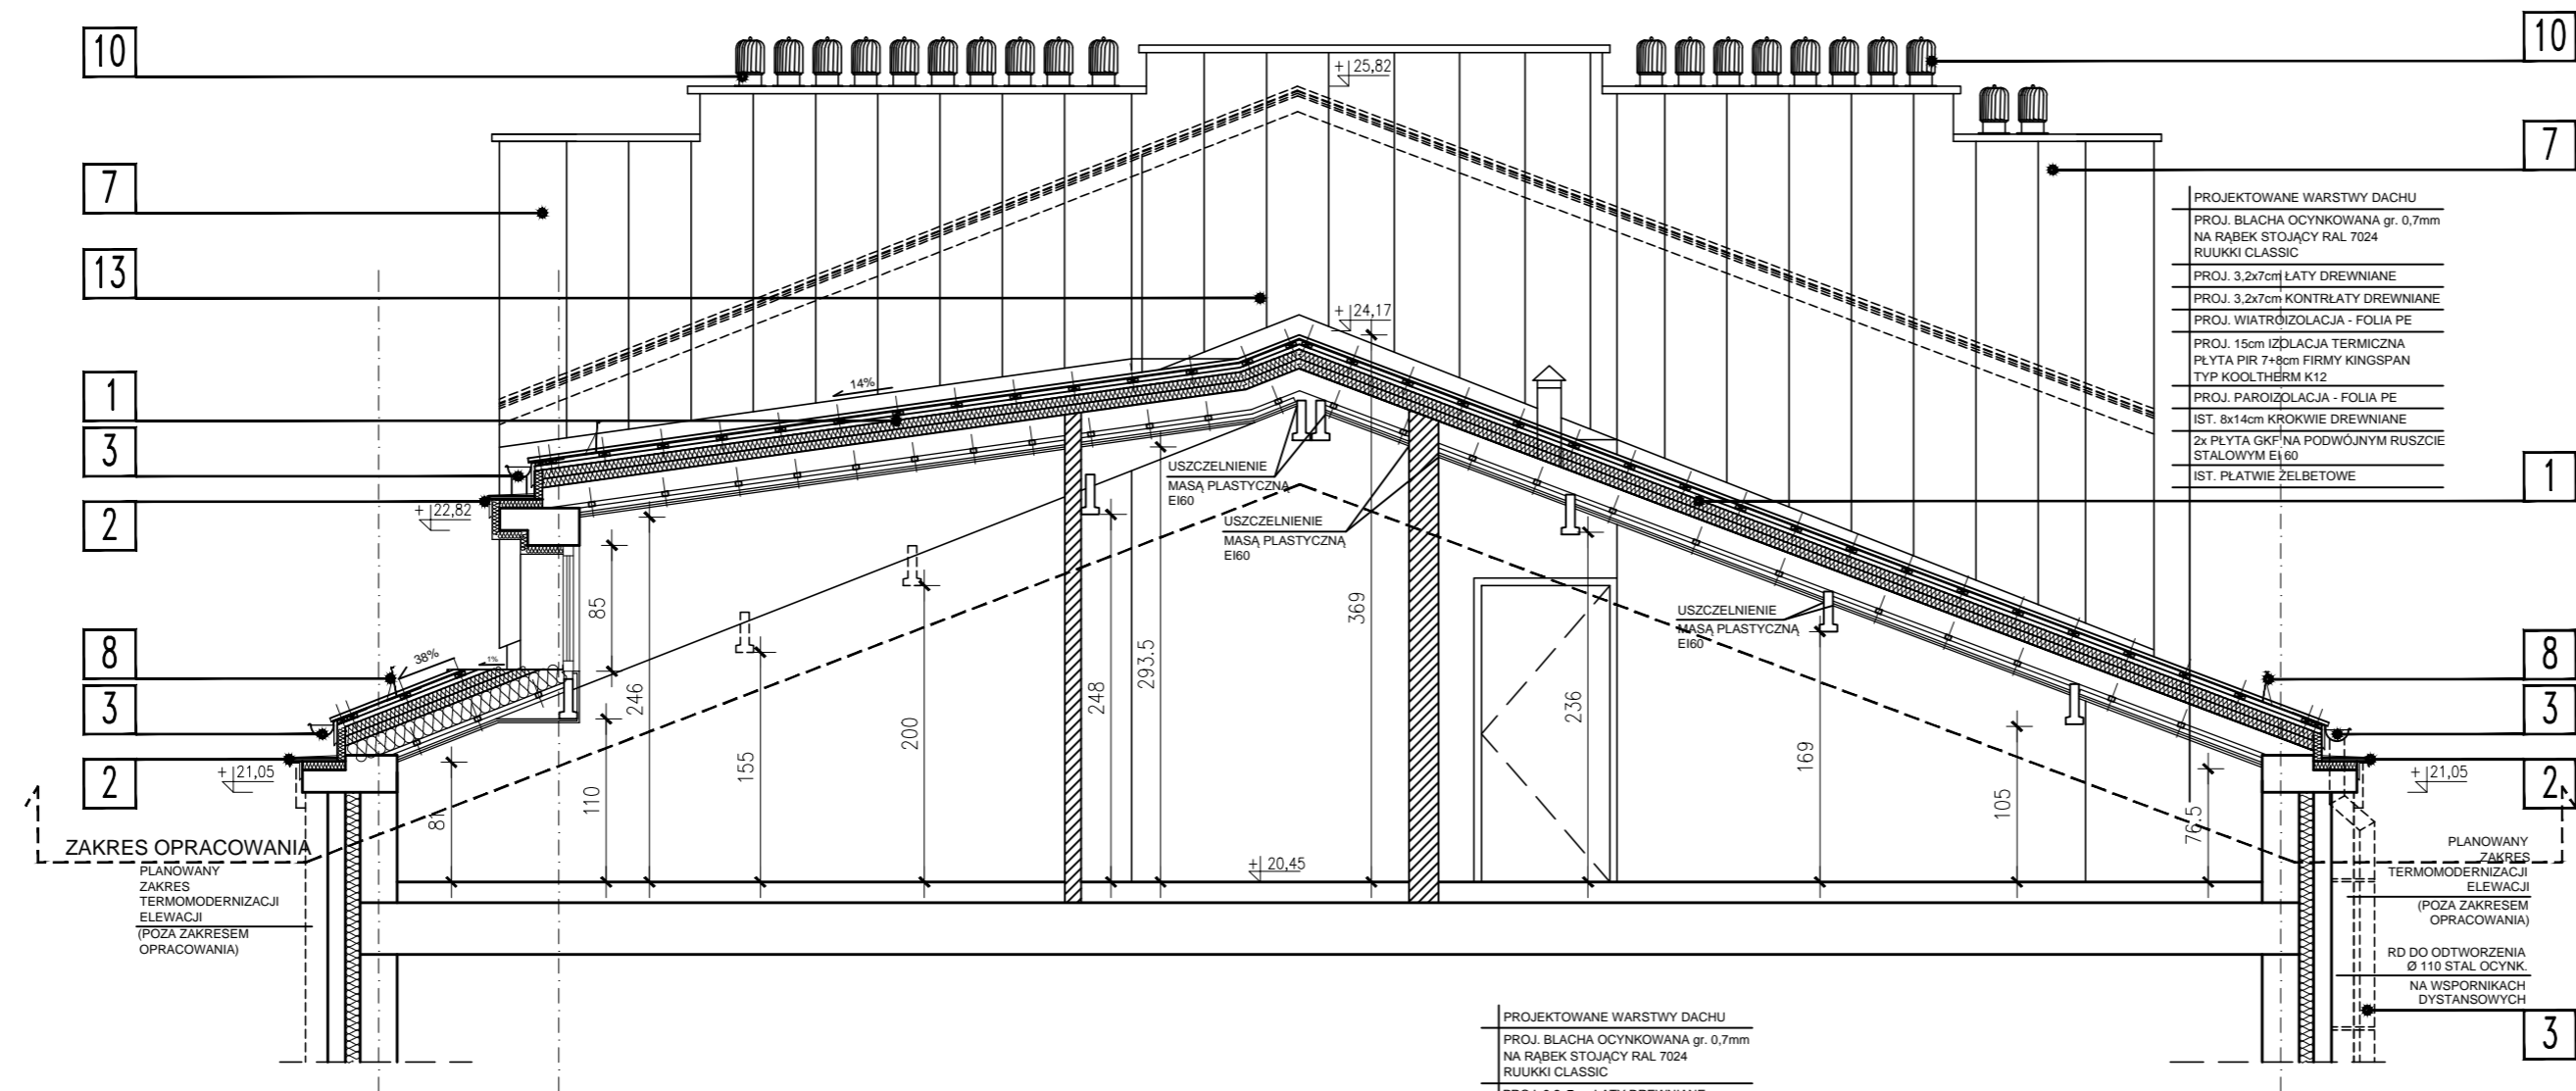 10
10
+ 25,82
7
7
13
PROJEKTOWANE WARSTWY DACHU
PROJ. BLACHA OCYNKOWANA gr. 0,7mm
NA RĄBEK STOJĄCY RAL 7024
RUUKKI CLASSIC
PROJ. 3,2x7cm ŁATY DREWNIANE
PROJ. 3,2x7cm KONTRŁATY DREWNIANE
PROJ. WIATROIZOLACJA - FOLIA PE
PROJ. 15cm IZOLACJA TERMICZNA
PŁYTA PIR 7+8cm FIRMY KINGSPAN
TYP KOOLTHERM K12
PROJ. PAROIZOLACJA - FOLIA PE
IST. 8x14cm KROKWIE DREWNIANE
2x PŁYTA GKF NA PODWÓJNYM RUSZCIE
STALOWYM EI 60
IST. PŁATWIE ŻELBETOWE
+ 24,17
14%
1
3
2
1
+ 22,82
USZCZELNIENIE
MASĄ PLASTYCZNĄ
EI60
USZCZELNIENIE
MASĄ PLASTYCZNĄ
EI60
USZCZELNIENIE
MASĄ PLASTYCZNĄ
EI60
8
3
2
38%
1%
8
3
2
+ 21,05
+ 21,05
81
110
85
246
155
200
248
293.5
369
236
169
105
76.5
+ 20,45
ZAKRES OPRACOWANIA
PLANOWANY
ZAKRES
TERMOMODERNIZACJI
ELEWACJI
(POZA ZAKRESEM
OPRACOWANIA)
PLANOWANY
ZAKRES
TERMOMODERNIZACJI
ELEWACJI
(POZA ZAKRESEM
OPRACOWANIA)
RD DO ODTWORZENIA
Ø 110 STAL OCYNK.
NA WSPORNIKACH
DYSTANSOWYCH
3
PROJEKTOWANE WARSTWY DACHU
PROJ. BLACHA OCYNKOWANA gr. 0,7mm
NA RĄBEK STOJĄCY RAL 7024
RUUKKI CLASSIC